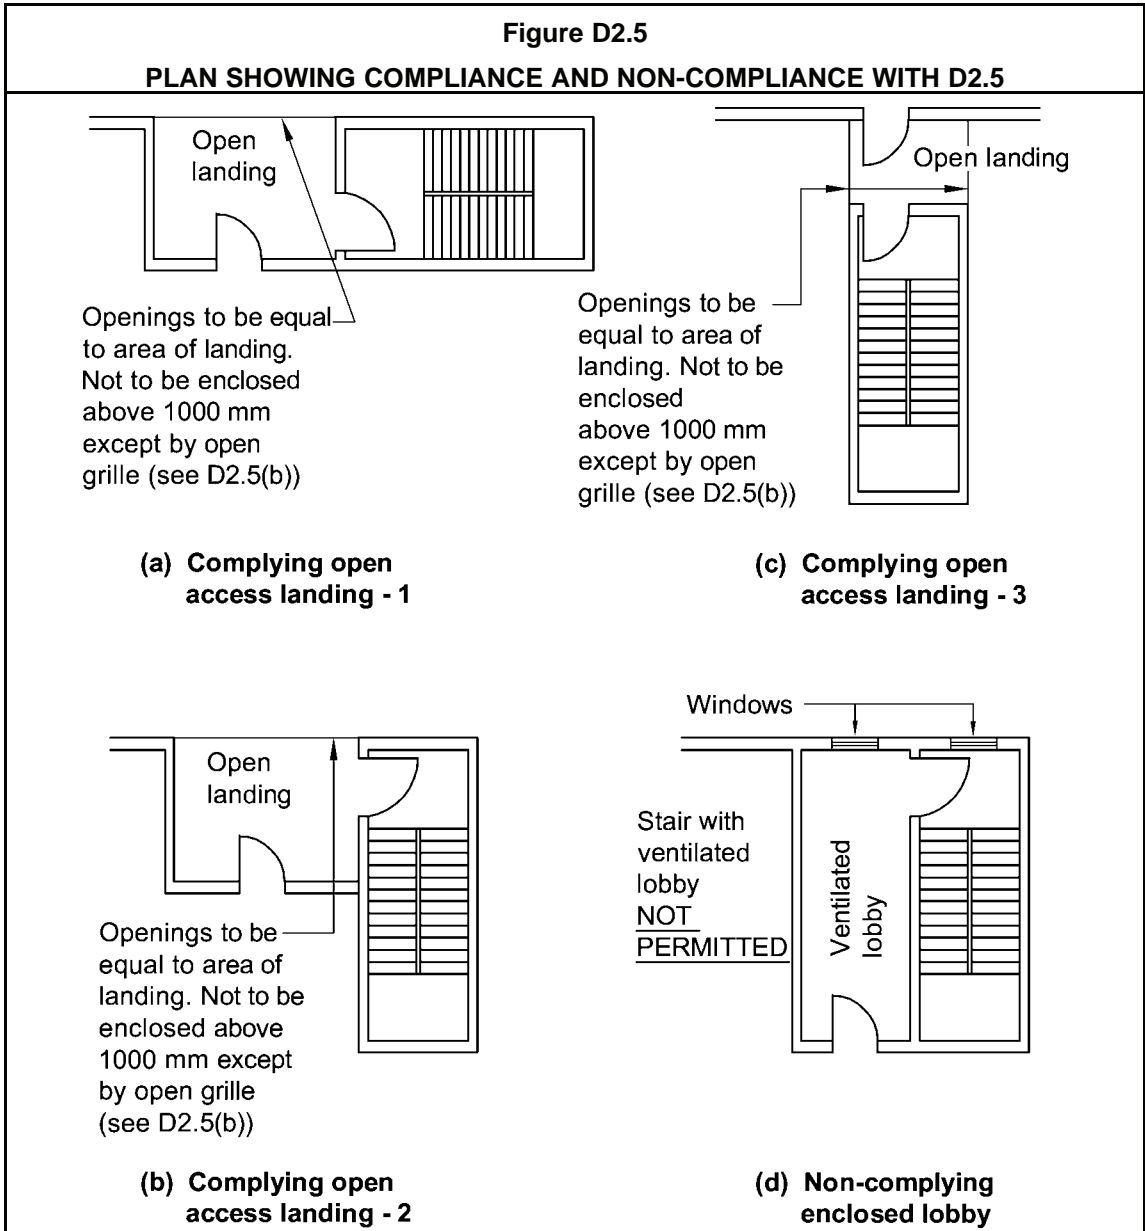 Figure D2.5
PLAN SHOWING COMPLIANCE AND NON-COMPLIANCE WITH D2.5
Open
landing
Openings to be equal
to area of landing.
Not to be enclosed
above 1000 mm
except by open
grille (see D2.5(b))
(a) Complying open
access landing - 1
Open landing
Openings to be
equal to area of
landing. Not to be
enclosed
above 1000 mm
except by open
grille (see D2.5(b))
(c) Complying open
access landing - 3
Open
landing
Openings to be
equal to area of
landing. Not to be
enclosed above
1000 mm except
by open grille
(see D2.5(b))
(b) Complying open
access landing - 2
Windows
Stair with
ventilated
lobby
NOT
PERMITTED
Ventilated
lobby
(d) Non-complying
enclosed lobby